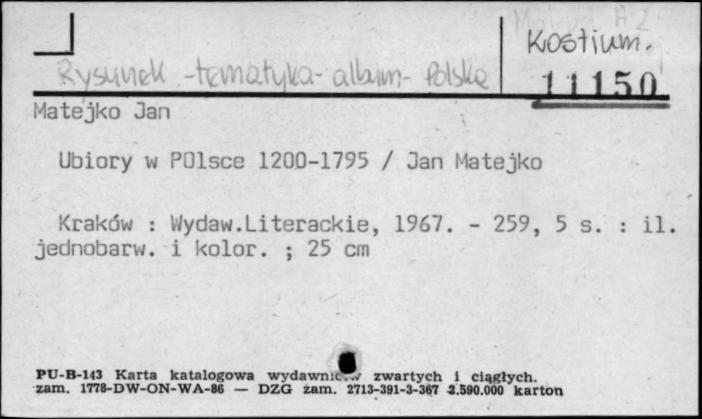 Kostium.
Rysunek -tematyka- album- Polska
11150
Matejko Jan
Ubiory w POlsce 1200-1795 / Jan Matejko
Kraków : Wydaw.Literackie, 1967. - 259, 5 s. : il.
jednobarw. i kolor. ; 25 cm
PU-B-143 Karta katalogowa zwartych i ciągłych.
zam. 1778-DW-ON-WA-86 — DZG zam. 2713-391-3-367 2.590.000 karton